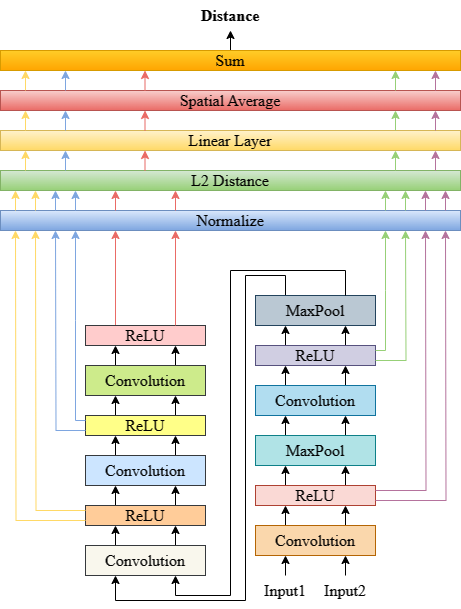 Distance
Sum
Spatial Average
Linear Layer
L2 Distance
Normalize
MaxPool
ReLU
ReLU
Convolution
Convolution
ReLU
MaxPool
Convolution
ReLU
ReLU
Convolution
Convolution
Input1 Input2